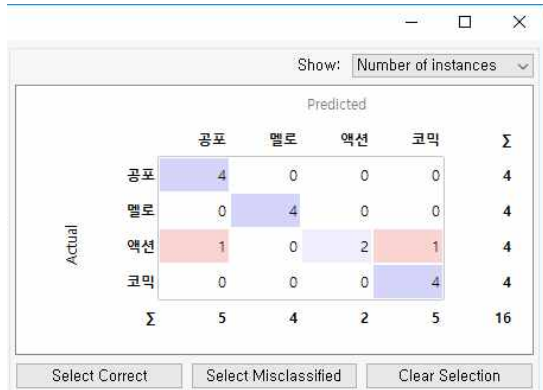 Show: Number of instances
Predicted
공포 멜로 액션 코믹 Σ
공포 4 0 0 0 4
멜로 0 4 0 0 4
Actual
액션 1 0 2 1 4
코믹 0 0 0 4 4
Σ 5 4 2 5 16
Select Correct Select Misclassified Clear Selection